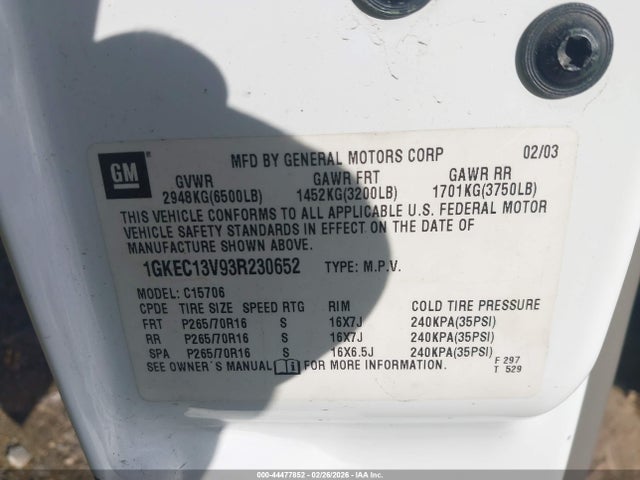 MFD BY GENERAL MOTORS CORP 02/03
GM
GVWR GAWR FRT GAWR RR
2948KG(6500LB) 1452KG(3200LB) 1701KG(3750LB)
THIS VEHICLE CONFORMS TO ALL APPLICABLE U.S. FEDERAL MOTOR
VEHICLE SAFETY STANDARDS IN EFFECT ON THE DATE OF
MANUFACTURE SHOWN ABOVE.
1GKEC13V93R230652 TYPE: M.P.V.
MODEL: C15706
CPDE TIRE SIZE SPEED RTG RIM COLD TIRE PRESSURE
FRT P265/70R16 S 16X7J 240KPA(35PSI)
RR P265/70R16 S 16X7J 240KPA(35PSI)
SPA P265/70R16 S 16X6.5J 240KPA(35PSI)
SEE OWNER'S MANUAL FOR MORE INFORMATION.
F 297
T 529
000-44477852 | 02/26/2026 - IAA LLC